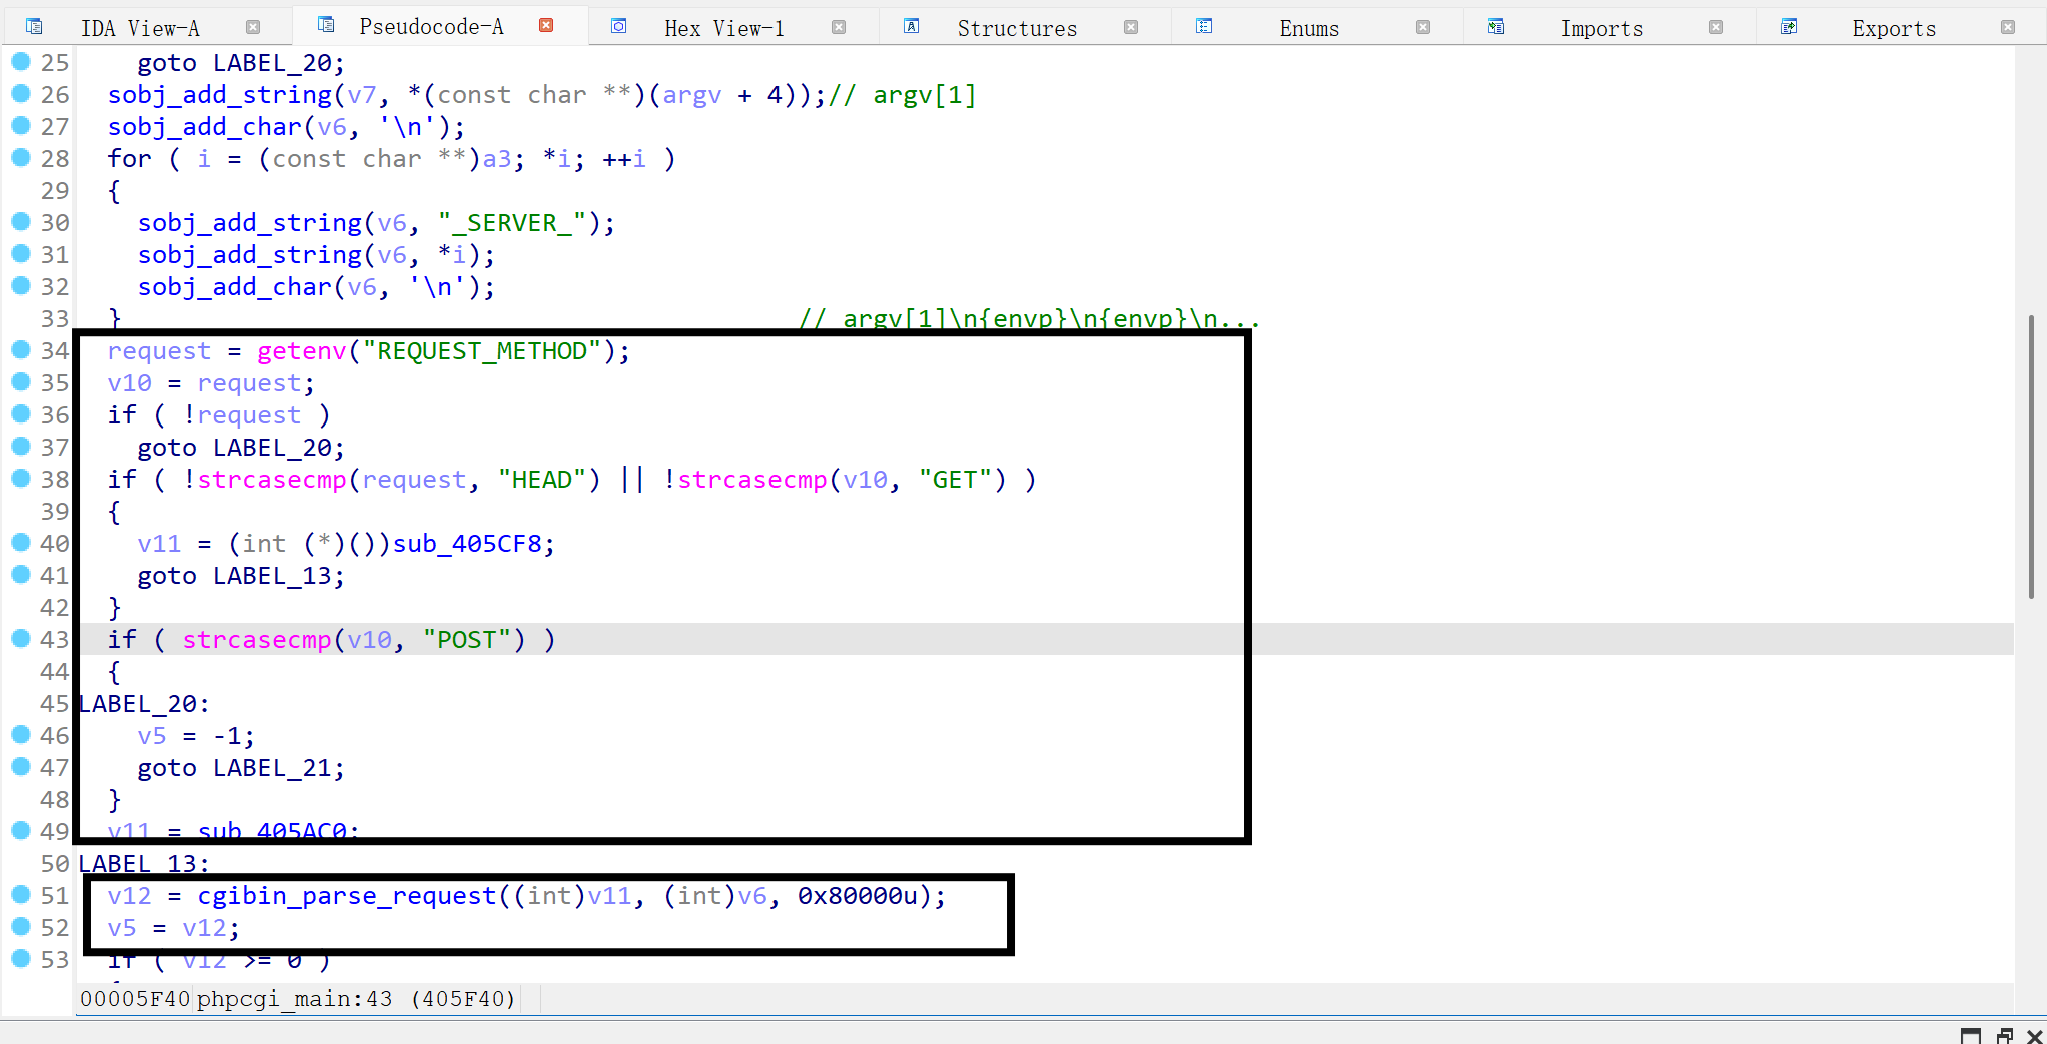 IDA View-A Pseudocode-A Hex View-1 Structures Enums Imports Exports
25 goto LABEL_20;
26 sobj_add_string(v7, *(const char **)(argv + 4));// argv[1]
27 sobj_add_char(v6, '\n');
28 for ( i = (const char **)a3; *i; ++i )
29 {
30 sobj_add_string(v6, "_SERVER_");
31 sobj_add_string(v6, *i);
32 sobj_add_char(v6, '\n');
33 } // argv[1]\n{envp}\n{envp}\n...
34 request = getenv("REQUEST_METHOD");
35 v10 = request;
36 if ( !request )
37 goto LABEL_20;
38 if ( !strcasecmp(request, "HEAD") || !strcasecmp(v10, "GET") )
39 {
40 v11 = (int (*)())sub_405CF8;
41 goto LABEL_13;
42 }
43 if ( strcasecmp(v10, "POST") )
44 {
45 LABEL_20:
46 v5 = -1;
47 goto LABEL_21;
48 }
49 v11 = sub_405AC0;
50 LABEL_13:
51 v12 = cgibin_parse_request((int)v11, (int)v6, 0x80000u);
52 v5 = v12;
53 if ( v12 >= 0 )
00005F40 phpcgi_main:43 (405F40)